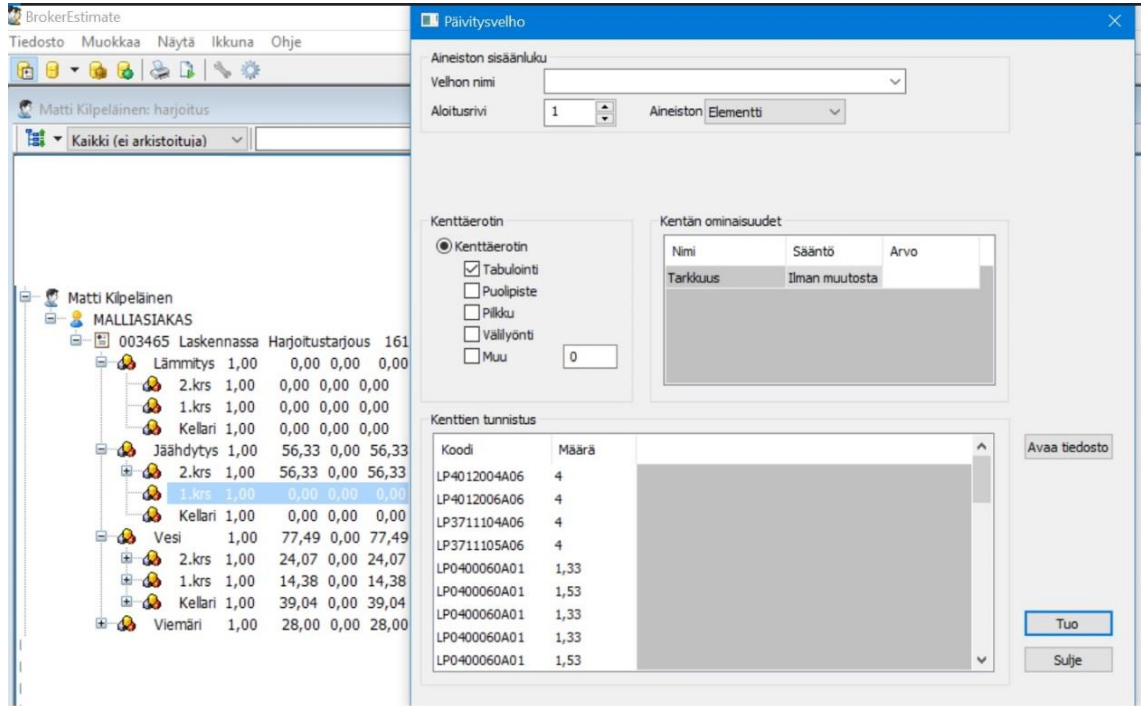 BrokerEstimate
Tiedosto Muokkaa Näytä Ikkuna Ohje
Matti Kilpeläinen: harjoitus
Kaikki (ei arkistoituja)
Matti Kilpeläinen
MALLIASIAKAS
003465 Laskennassa Harjoitustarjous 161
Lämmitys 1,00 0,00 0,00 0,00
2.krs 1,00 0,00 0,00 0,00
1.krs 1,00 0,00 0,00 0,00
Kellari 1,00 0,00 0,00 0,00
Jäähdytys 1,00 56,33 0,00 56,33
2.krs 1,00 56,33 0,00 56,33
1.krs 1,00 0,00 0,00 0,00
Kellari 1,00 0,00 0,00 0,00
Vesi 1,00 77,49 0,00 77,49
2.krs 1,00 24,07 0,00 24,07
1.krs 1,00 14,38 0,00 14,38
Kellari 1,00 39,04 0,00 39,04
Viemäri 1,00 28,00 0,00 28,00
Päivitysvelho
Aineiston sisäänluku
Velhon nimi
Aloitusrivi 1 Aineiston Elementti
Kenttäerotin
Kenttäerotin
Tabulointi
Puolipiste
Pilkku
Välilyönti
Muu 0
Kentän ominaisuudet
Nimi Sääntö Arvo
Tarkkuus Ilman muutosta
Kenttien tunnistus
Koodi Määrä
LP4012004A06 4
LP4012006A06 4
LP3711104A06 4
LP3711105A06 4
LP0400060A01 1,33
LP0400060A01 1,53
LP0400060A01 1,33
LP0400060A01 1,33
LP0400060A01 1,53
Avaa tiedosto
Tuo
Sulje